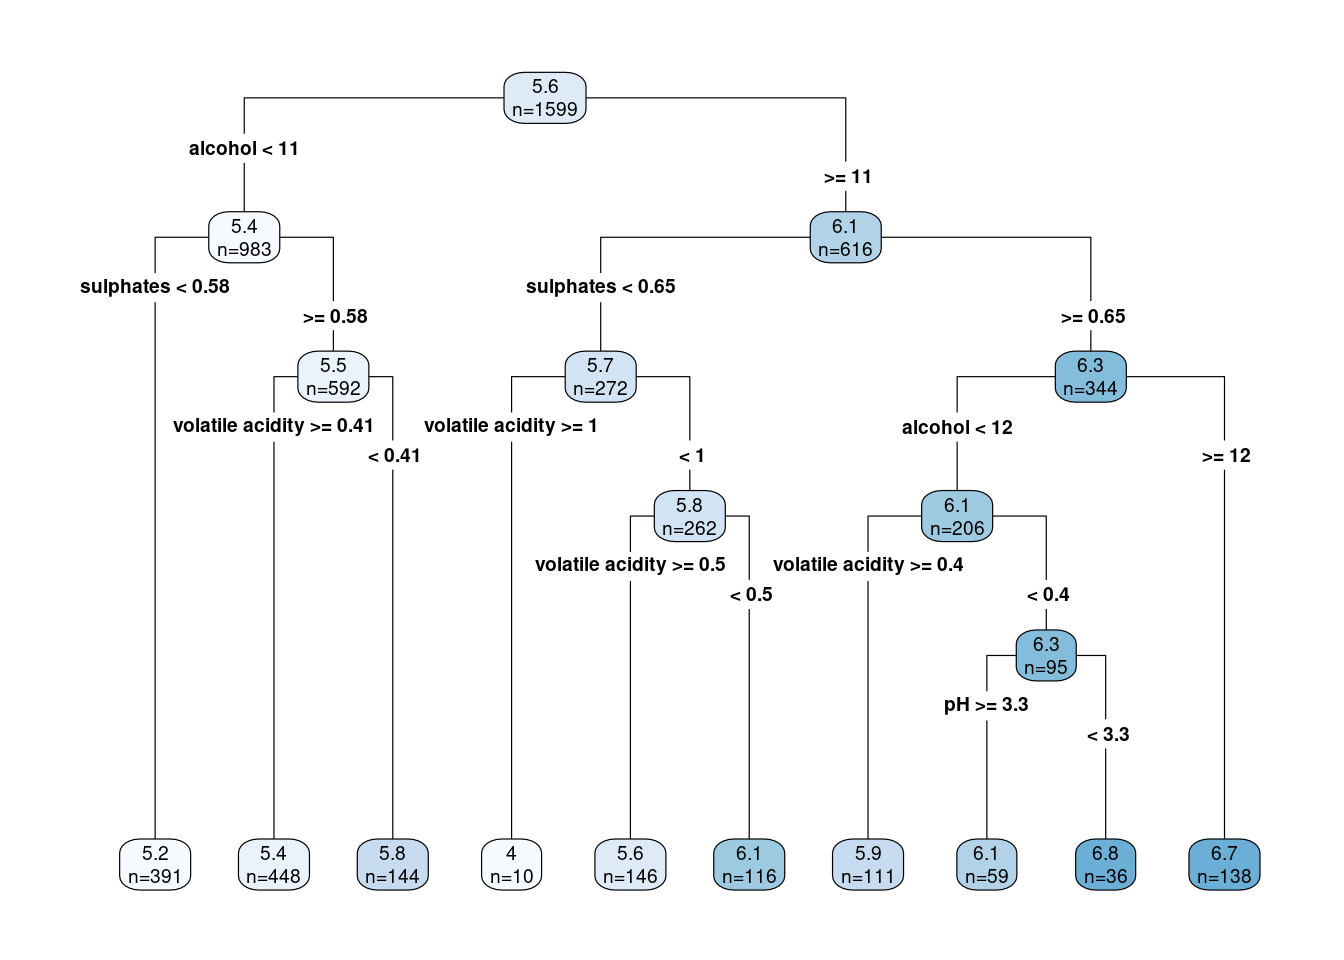 5.6
n=1599
alcohol < 11
>= 11
5.4
n=983
6.1
n=616
sulphates < 0.58
>= 0.58
sulphates < 0.65
>= 0.65
5.5
n=592
5.7
n=272
6.3
n=344
volatile acidity >= 0.41
< 0.41
volatile acidity >= 1
< 1
alcohol < 12
>= 12
5.8
n=262
6.1
n=206
volatile acidity >= 0.5
< 0.5
volatile acidity >= 0.4
< 0.4
6.3
n=95
pH >= 3.3
< 3.3
5.2
n=391
5.4
n=448
5.8
n=144
4
n=10
5.6
n=146
6.1
n=116
5.9
n=111
6.1
n=59
6.8
n=36
6.7
n=138